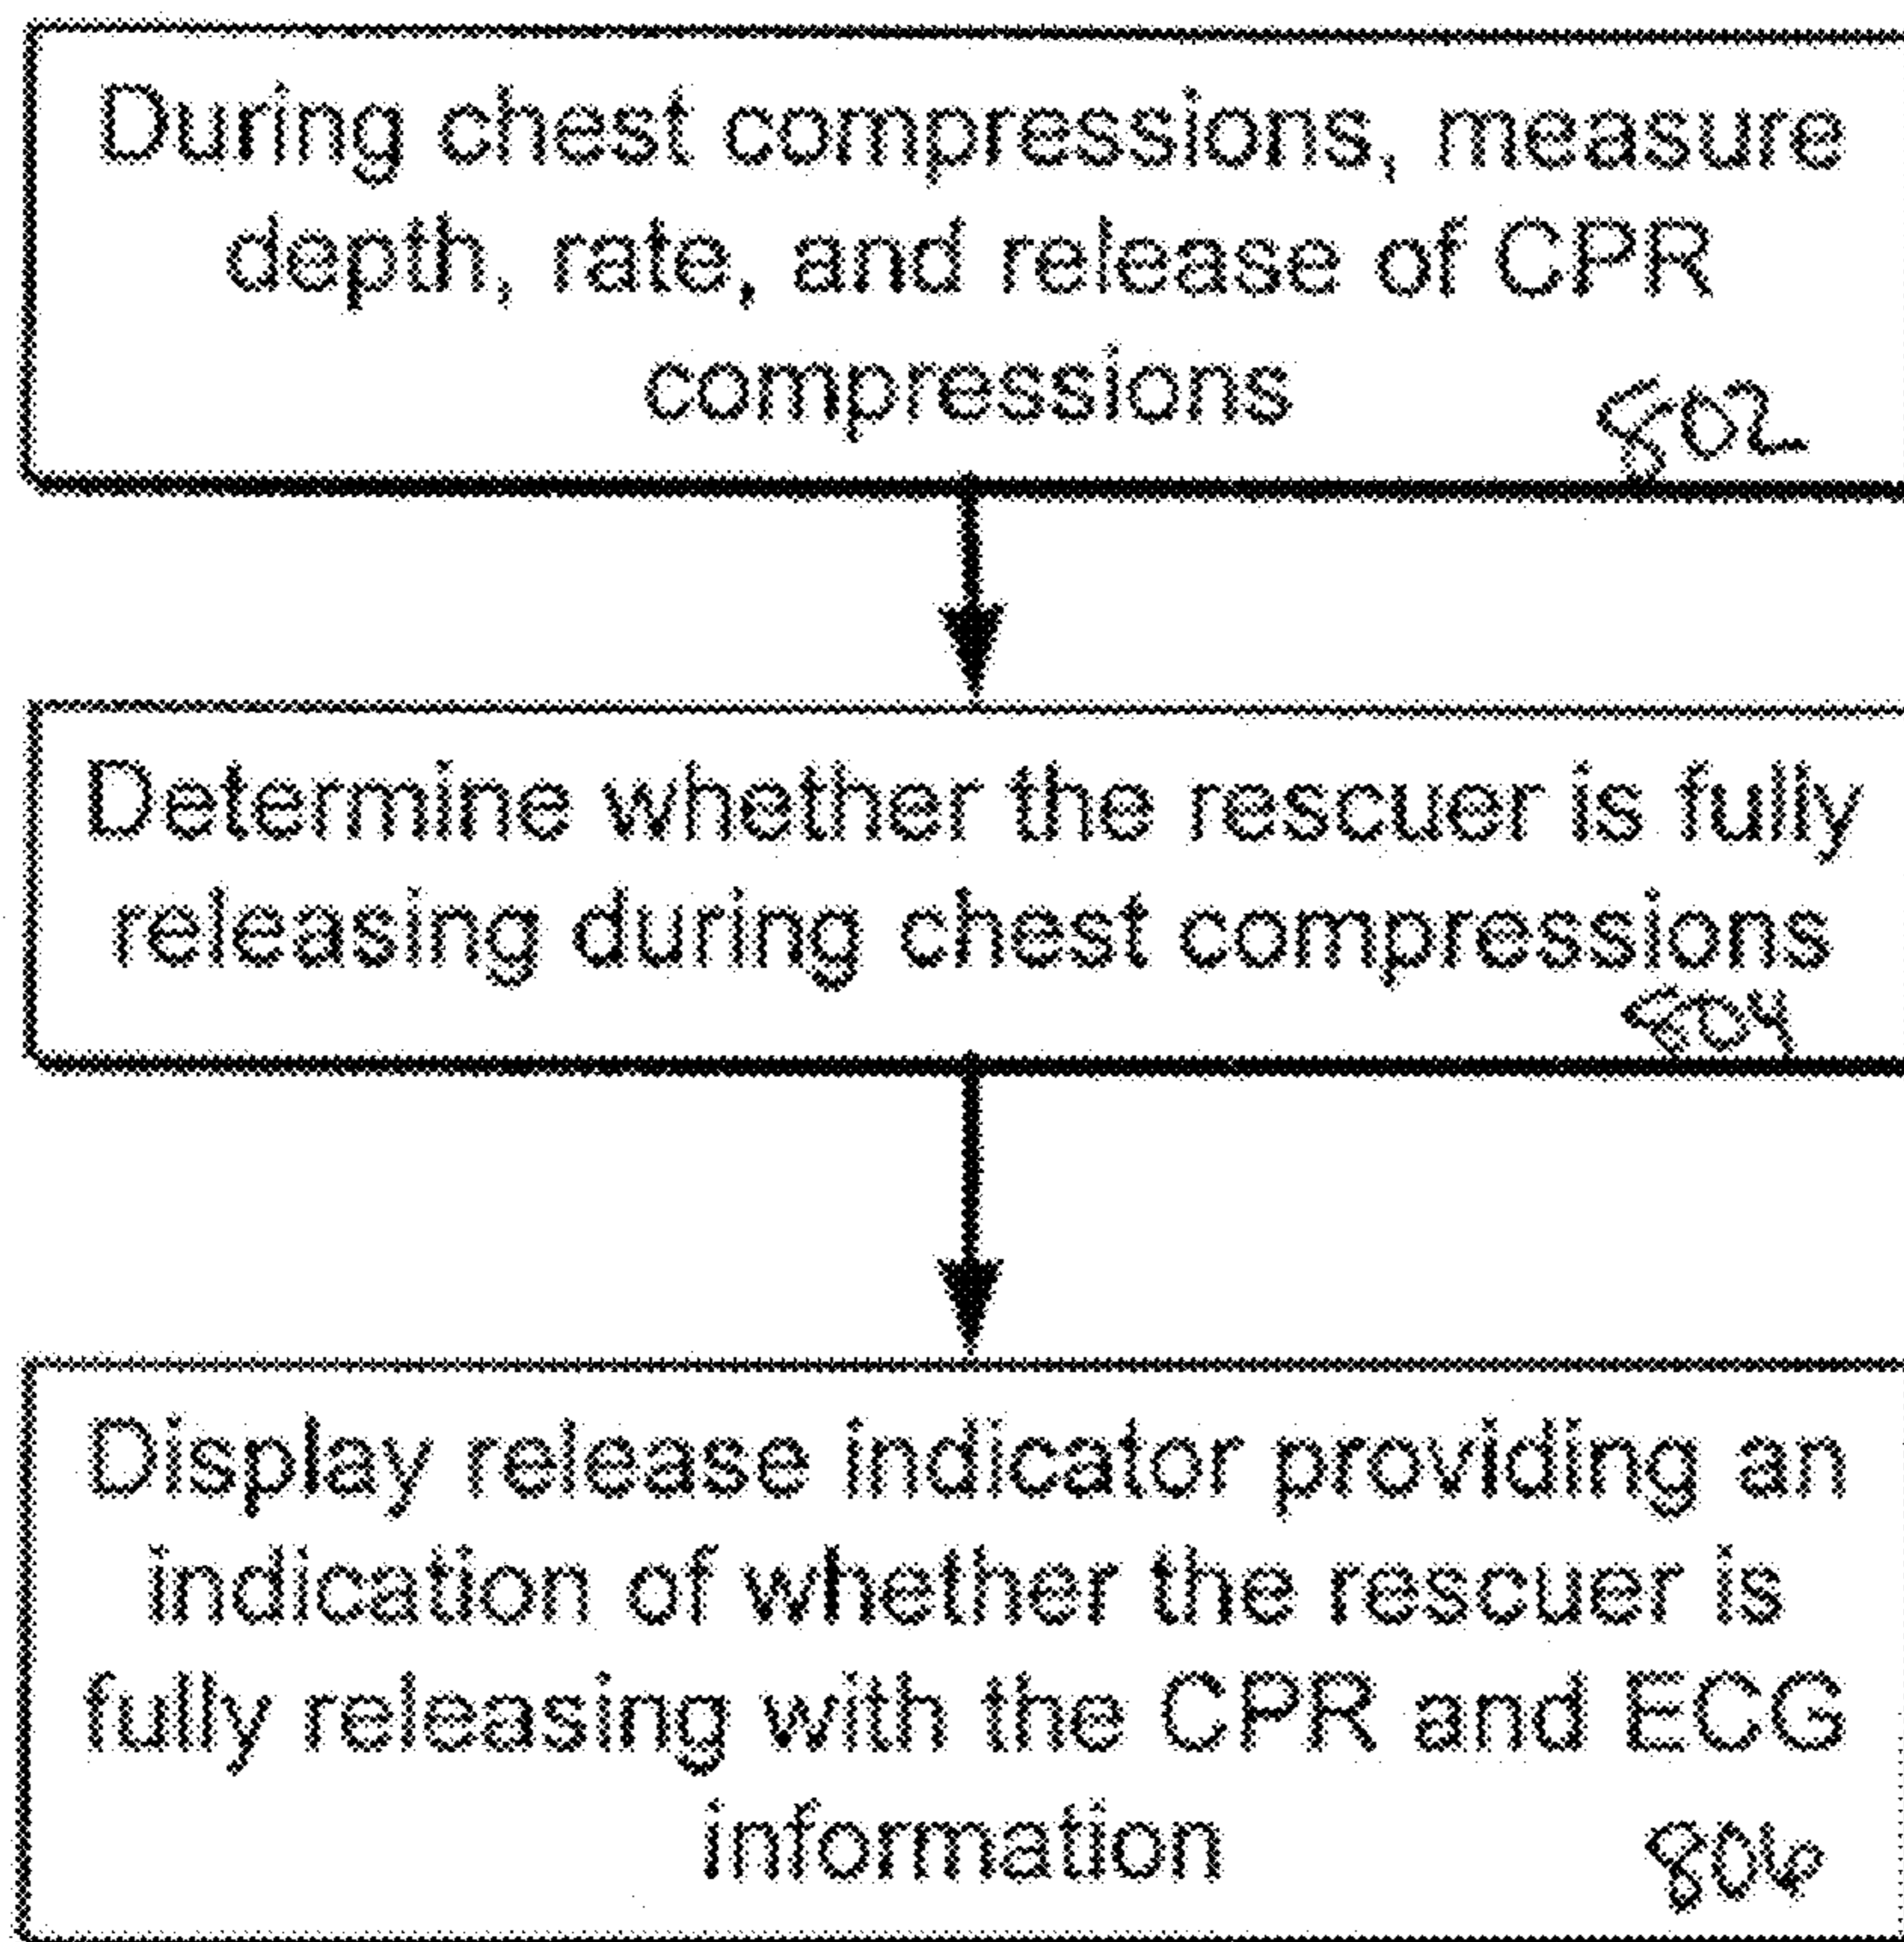 During chest compressions, measure
depth, rate, and release of CPR
compressions
802
Determine whether the rescuer is fully
releasing during chest compressions
804
Display release indicator providing an
indication of whether the rescuer is
fully releasing with the CPR and ECG
information
806